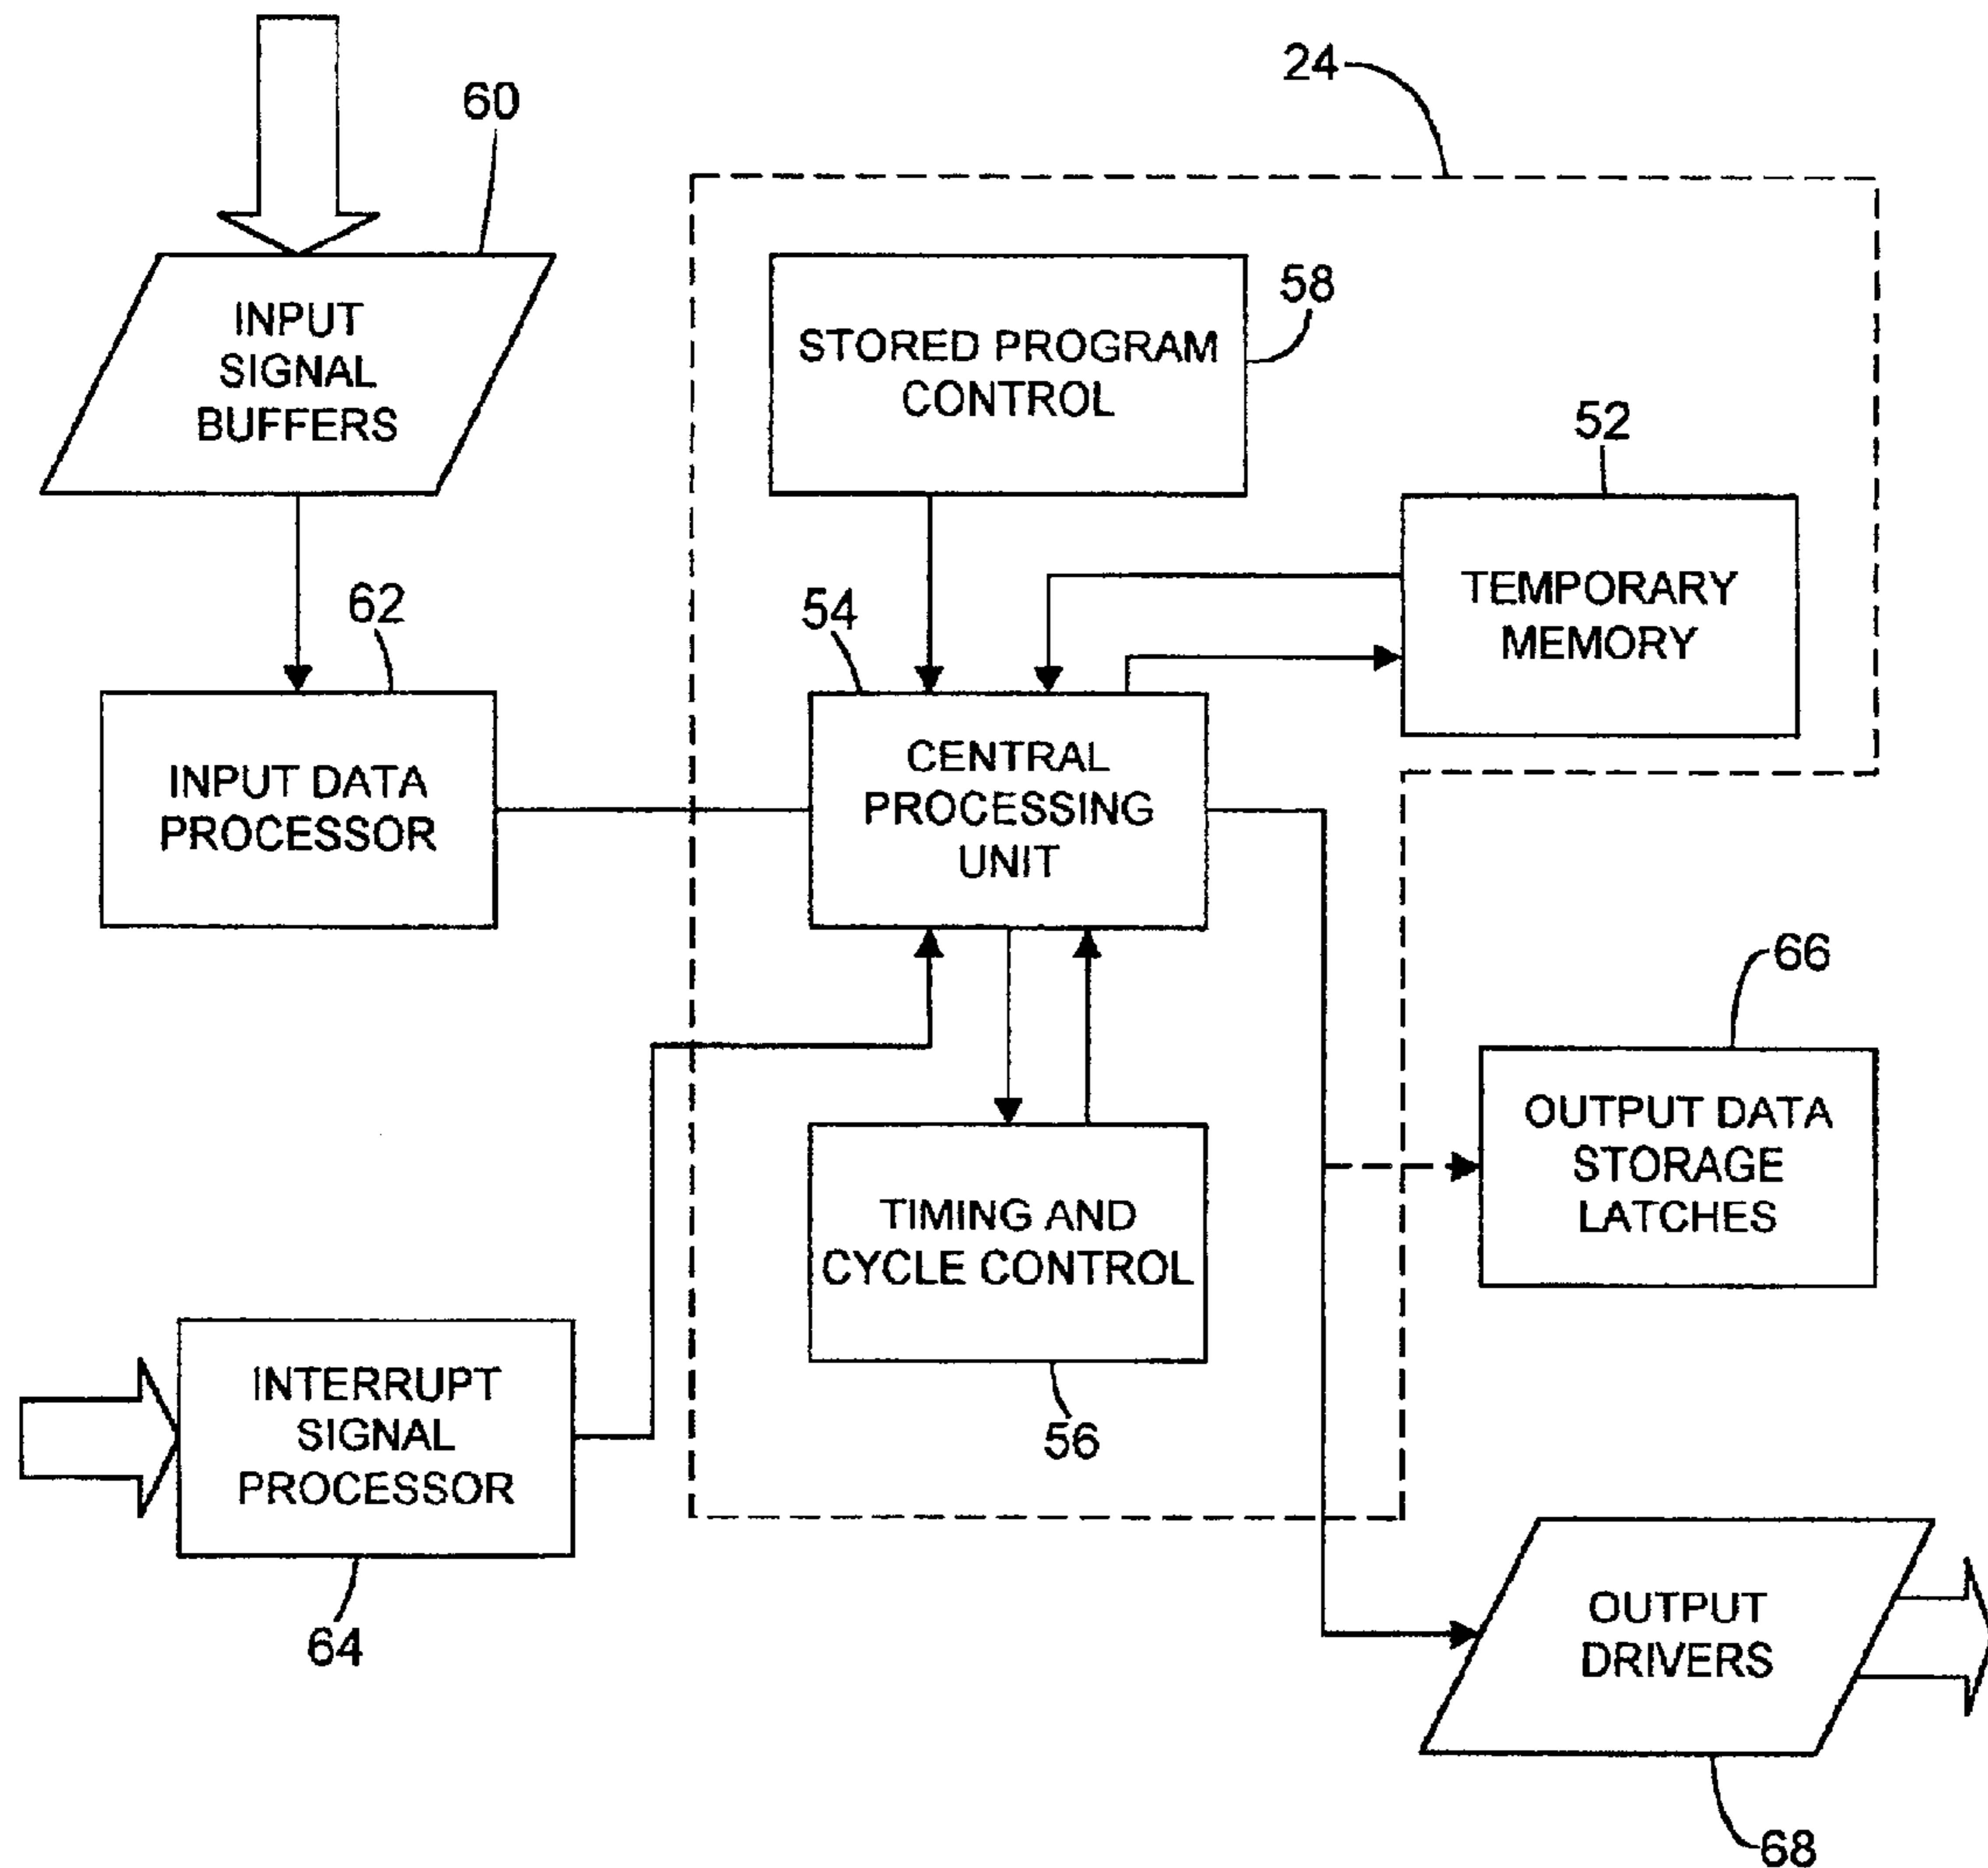 24
60
INPUT
SIGNAL
BUFFERS
58
STORED PROGRAM
CONTROL
52
TEMPORARY
MEMORY
62
INPUT DATA
PROCESSOR
54
CENTRAL
PROCESSING
UNIT
66
OUTPUT DATA
STORAGE
LATCHES
TIMING AND
CYCLE CONTROL
56
INTERRUPT
SIGNAL
PROCESSOR
64
OUTPUT
DRIVERS
68